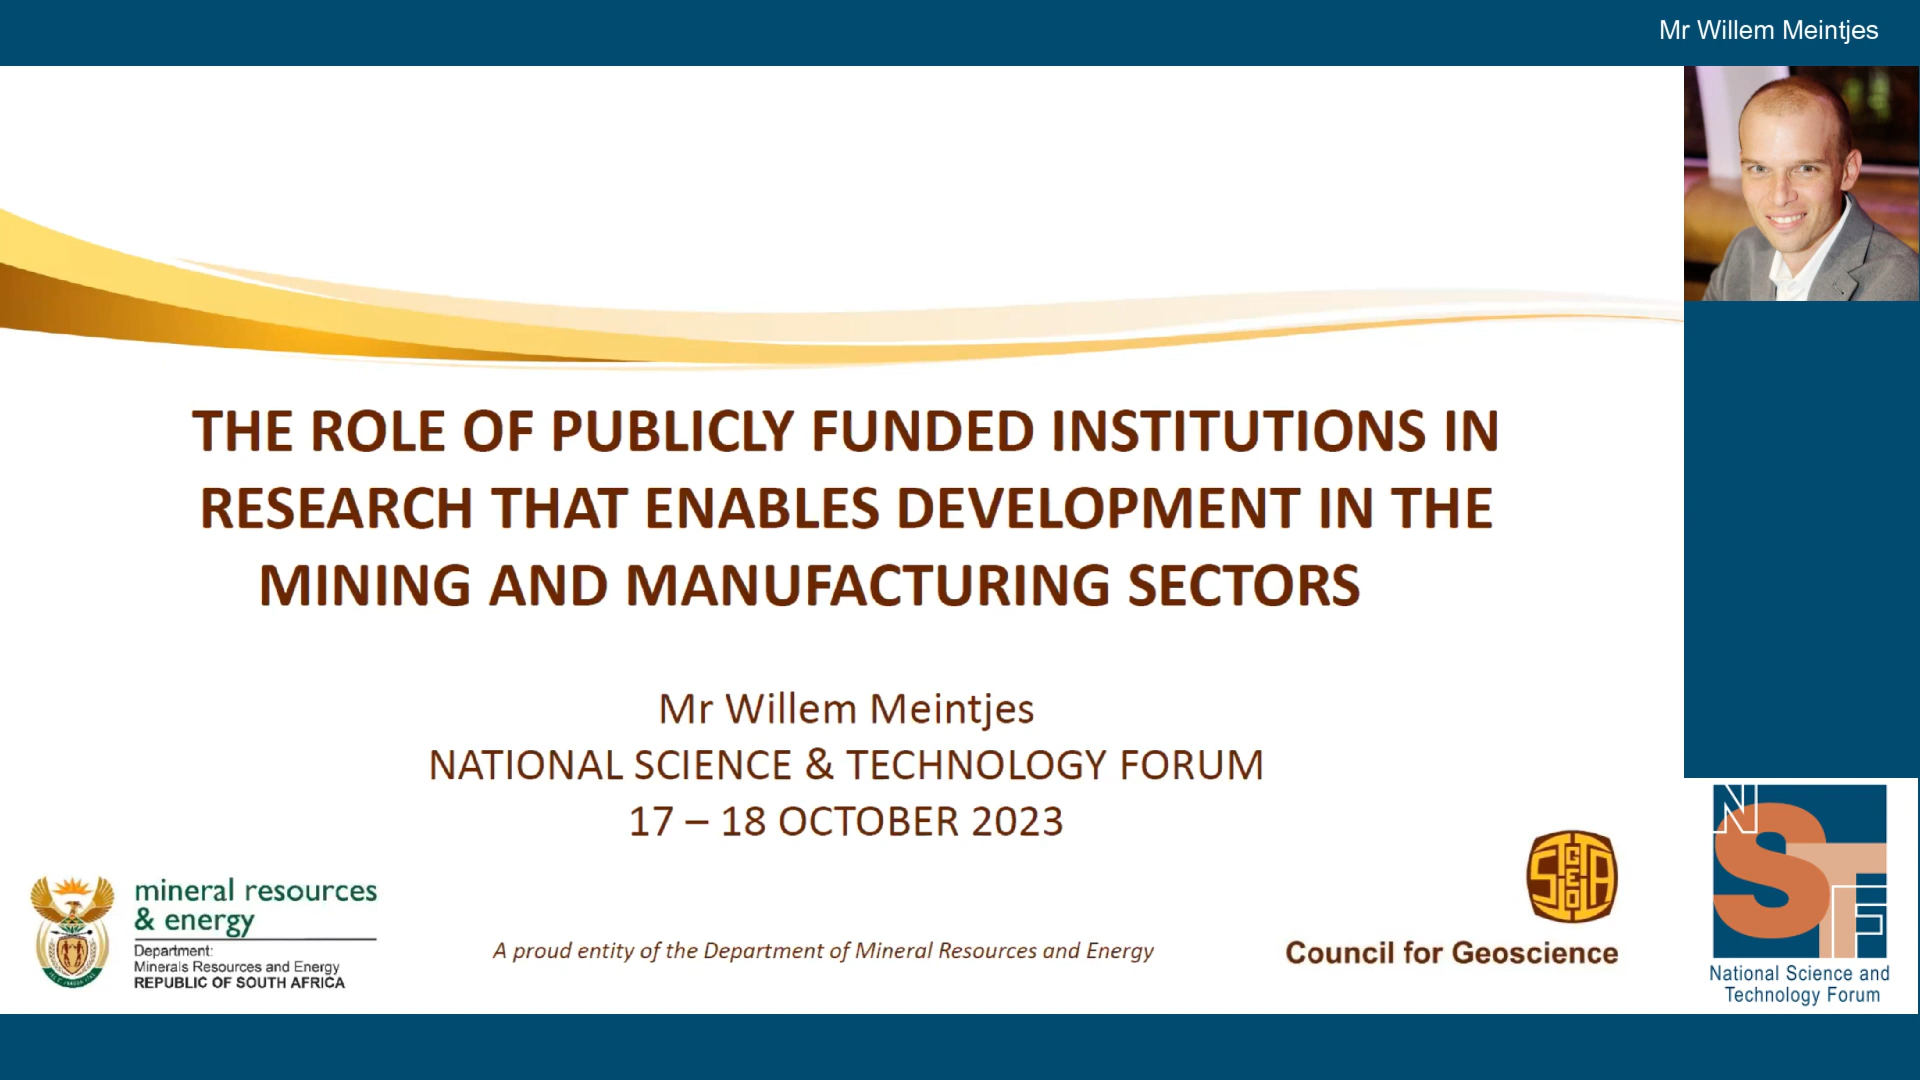 Mr Willem Meintjes
THE ROLE OF PUBLICLY FUNDED INSTITUTIONS IN
RESEARCH THAT ENABLES DEVELOPMENT IN THE
MINING AND MANUFACTURING SECTORS
Mr Willem Meintjes
NATIONAL SCIENCE & TECHNOLOGY FORUM
17 – 18 OCTOBER 2023
mineral resources
& energy
Department:
Minerals Resources and Energy
REPUBLIC OF SOUTH AFRICA
A proud entity of the Department of Mineral Resources and Energy
Council for Geoscience
NSTF
National Science and
Technology Forum